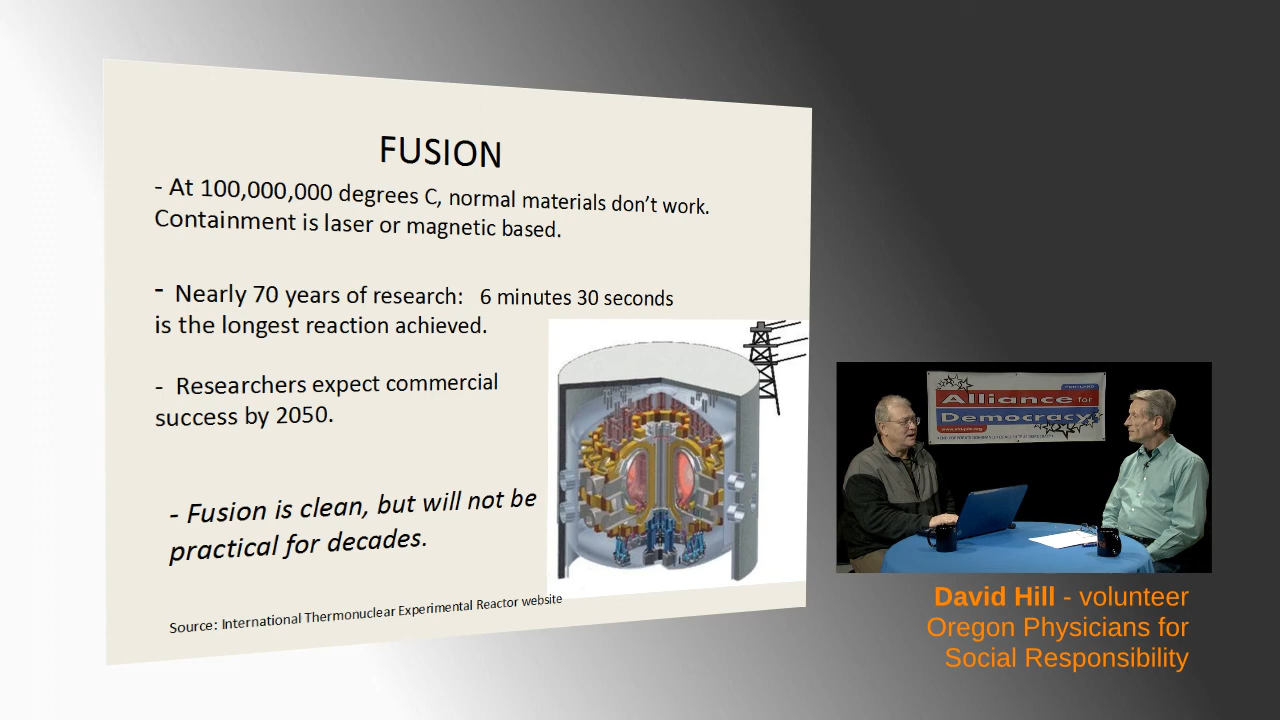 FUSION
- At 100,000,000 degrees C, normal materials don't work.
Containment is laser or magnetic based.
- Nearly 70 years of research: 6 minutes 30 seconds
is the longest reaction achieved.
- Researchers expect commercial
success by 2050.
- Fusion is clean, but will not be
practical for decades.
Source: International Thermonuclear Experimental Reactor website
Alliance for
Democracy
David Hill - volunteer
Oregon Physicians for
Social Responsibility